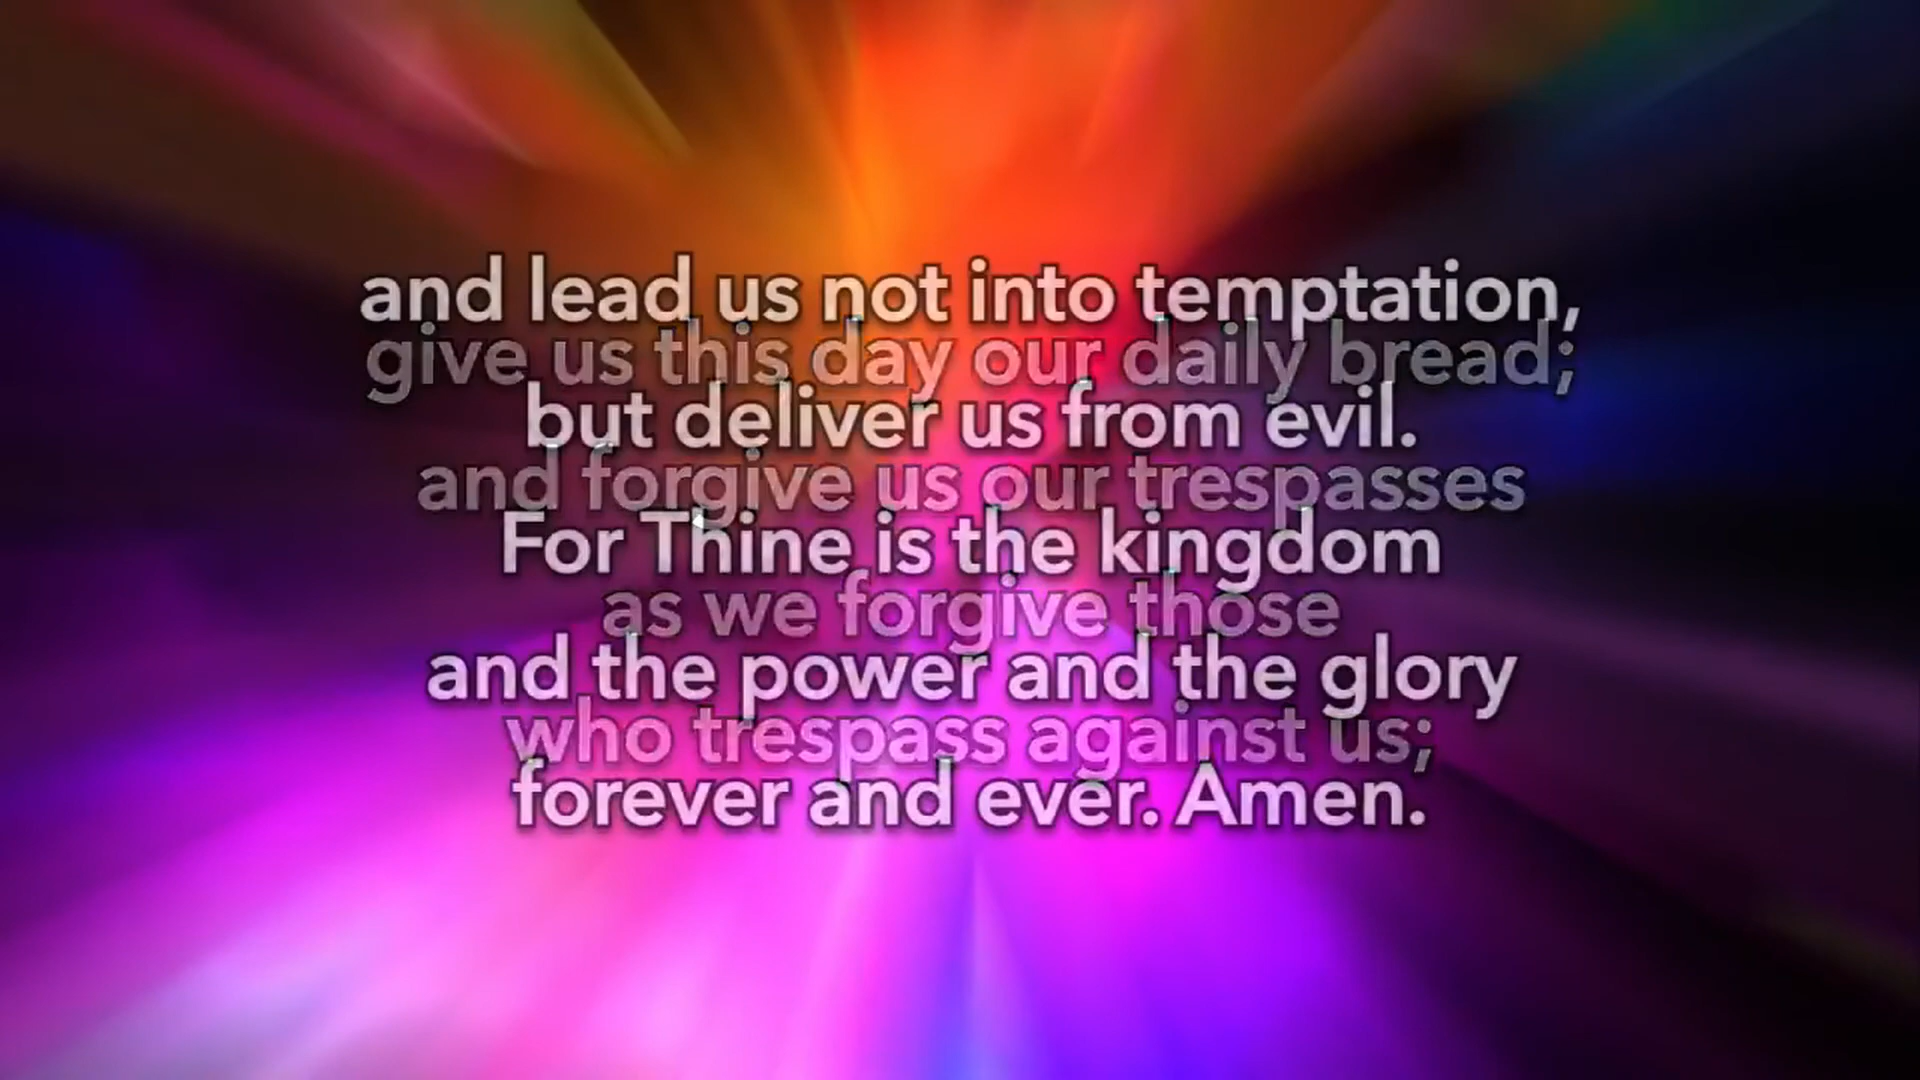 and lead us not into temptation,
give us this day our daily bread;
but deliver us from evil.
and forgive us our trespasses
For Thine is the kingdom
as we forgive those
and the power and the glory
who trespass against us;
forever and ever. Amen.